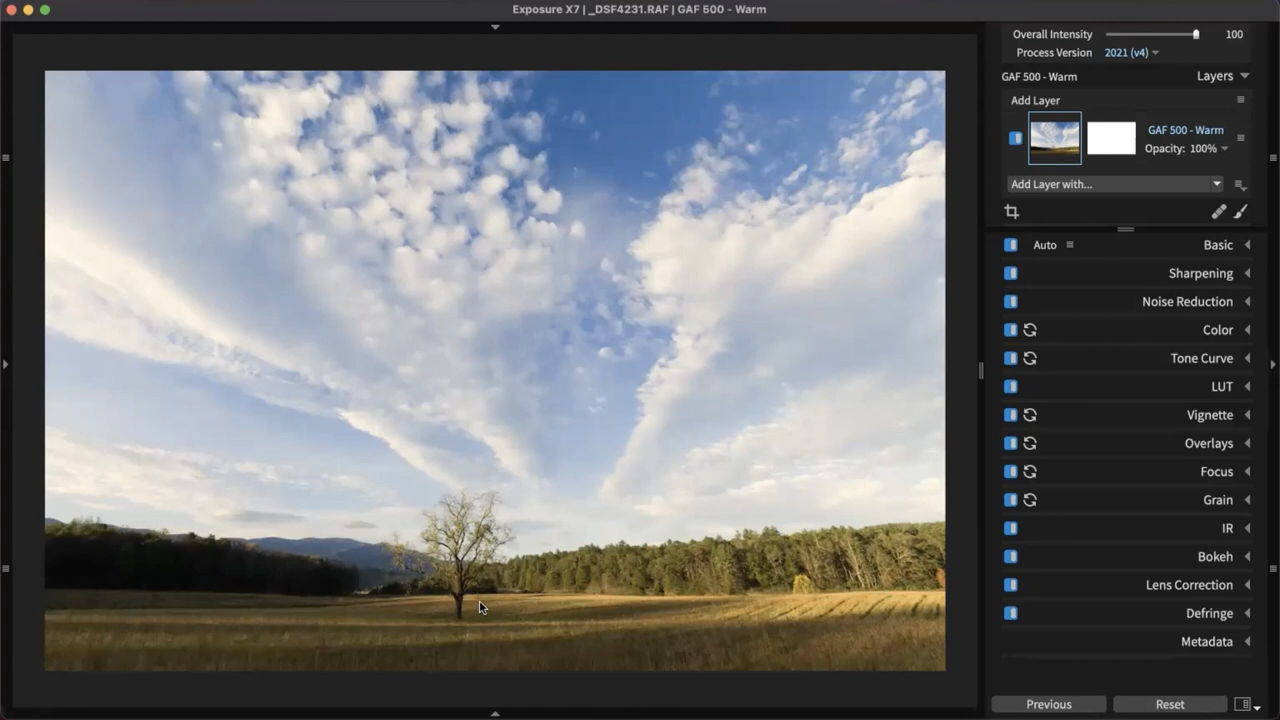 Exposure X7 | _DSF4231.RAF | GAF 500 - Warm
Overall Intensity 100
Process Version 2021 (v4)
GAF 500 - Warm Layers
Add Layer
GAF 500 - Warm
Opacity: 100%
Add Layer with...
Auto Basic
Sharpening
Noise Reduction
Color
Tone Curve
LUT
Vignette
Overlays
Focus
Grain
IR
Bokeh
Lens Correction
Defringe
Metadata
Previous Reset